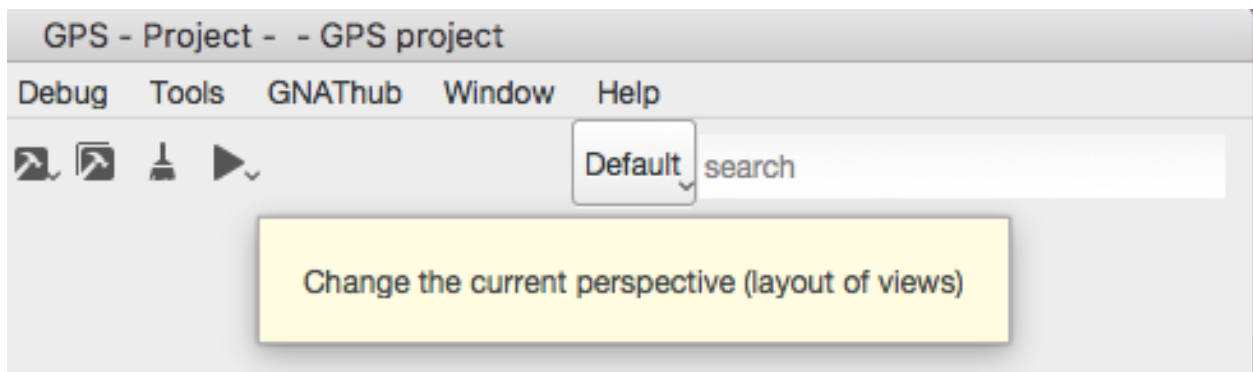 GPS - Project -  - GPS project
Debug Tools GNAThub Window Help
Default search
Change the current perspective (layout of views)